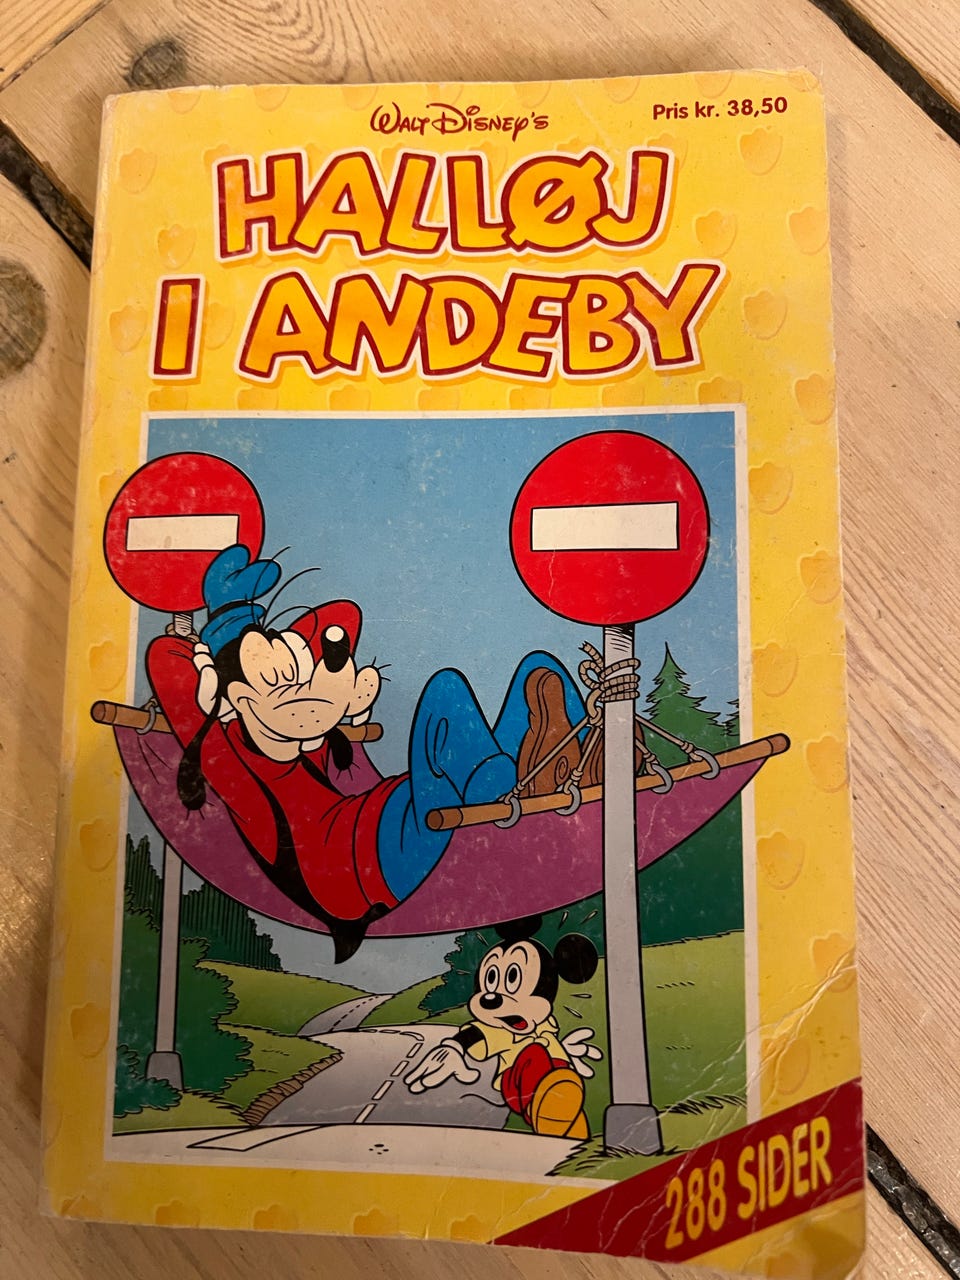 WALT DISNEY'S
Pris kr. 38,50
HALLØJ
I ANDEBY
288 SIDER